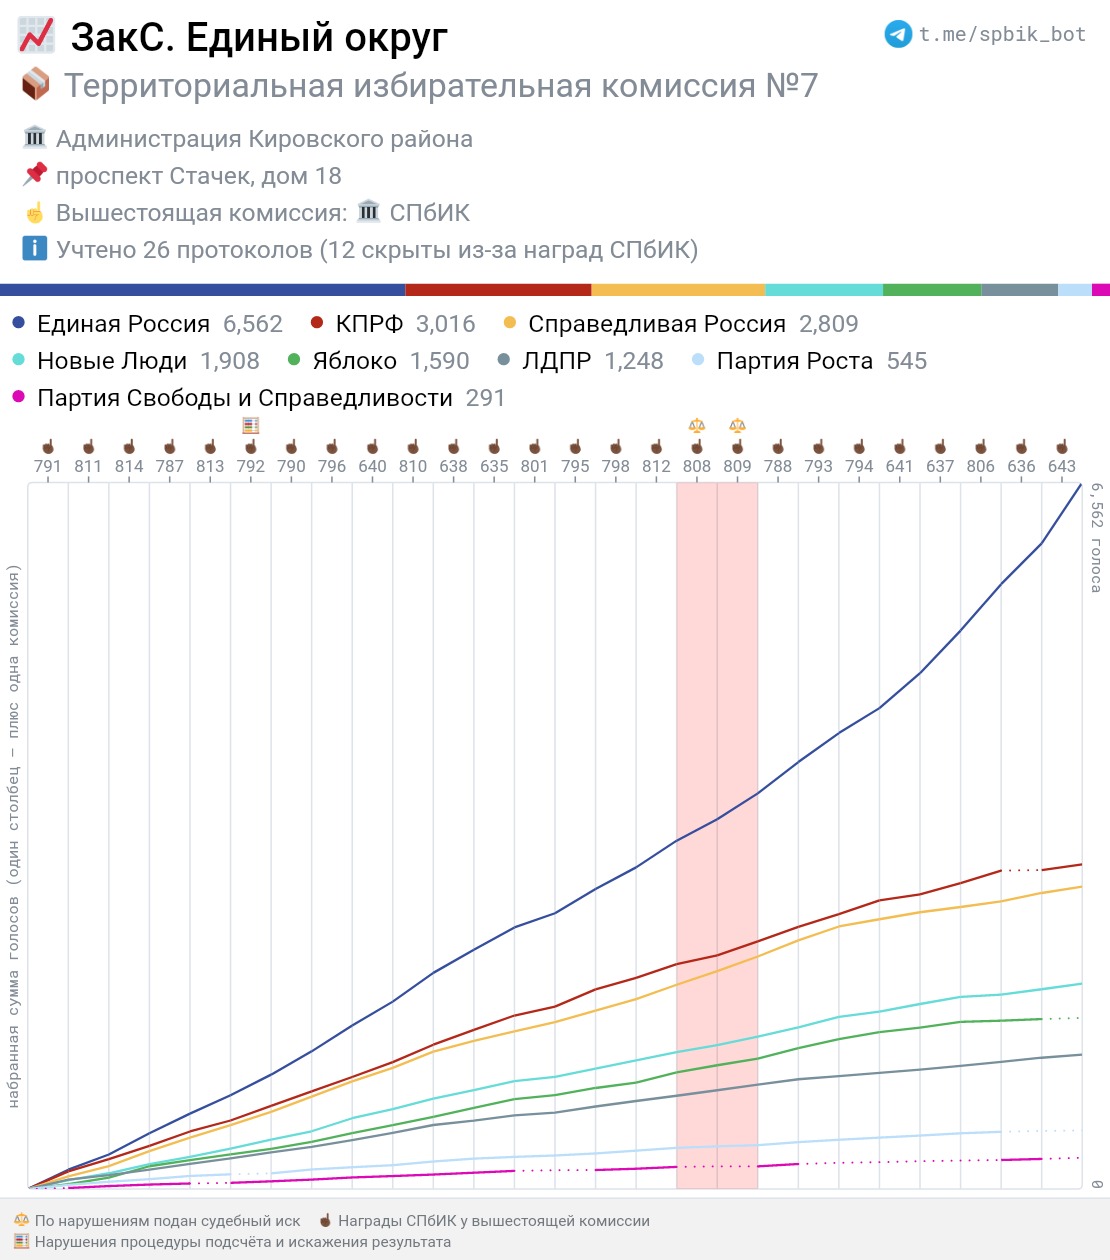 ЗакС. Единый округ
t.me/spbik_bot
Территориальная избирательная комиссия №7
Администрация Кировского района
проспект Стачек, дом 18
Вышестоящая комиссия: СПбИК
Учтено 26 протоколов (12 скрыты из-за наград СПбИК)
Единая Россия 6,562 КПРФ 3,016 Справедливая Россия 2,809
Новые Люди 1,908 Яблоко 1,590 ЛДПР 1,248 Партия Роста 545
Партия Свободы и Справедливости 291
791 811 814 787 813 792 790 796 640 810 638 635 801 795 798 812 808 809 788 793 794 641 637 806 636 643
набранная сумма голосов (один столбец – плюс одна комиссия)
6,562 голоса
0
По нарушениям подан судебный иск Награды СПбИК у вышестоящей комиссии
Нарушения процедуры подсчёта и искажения результата